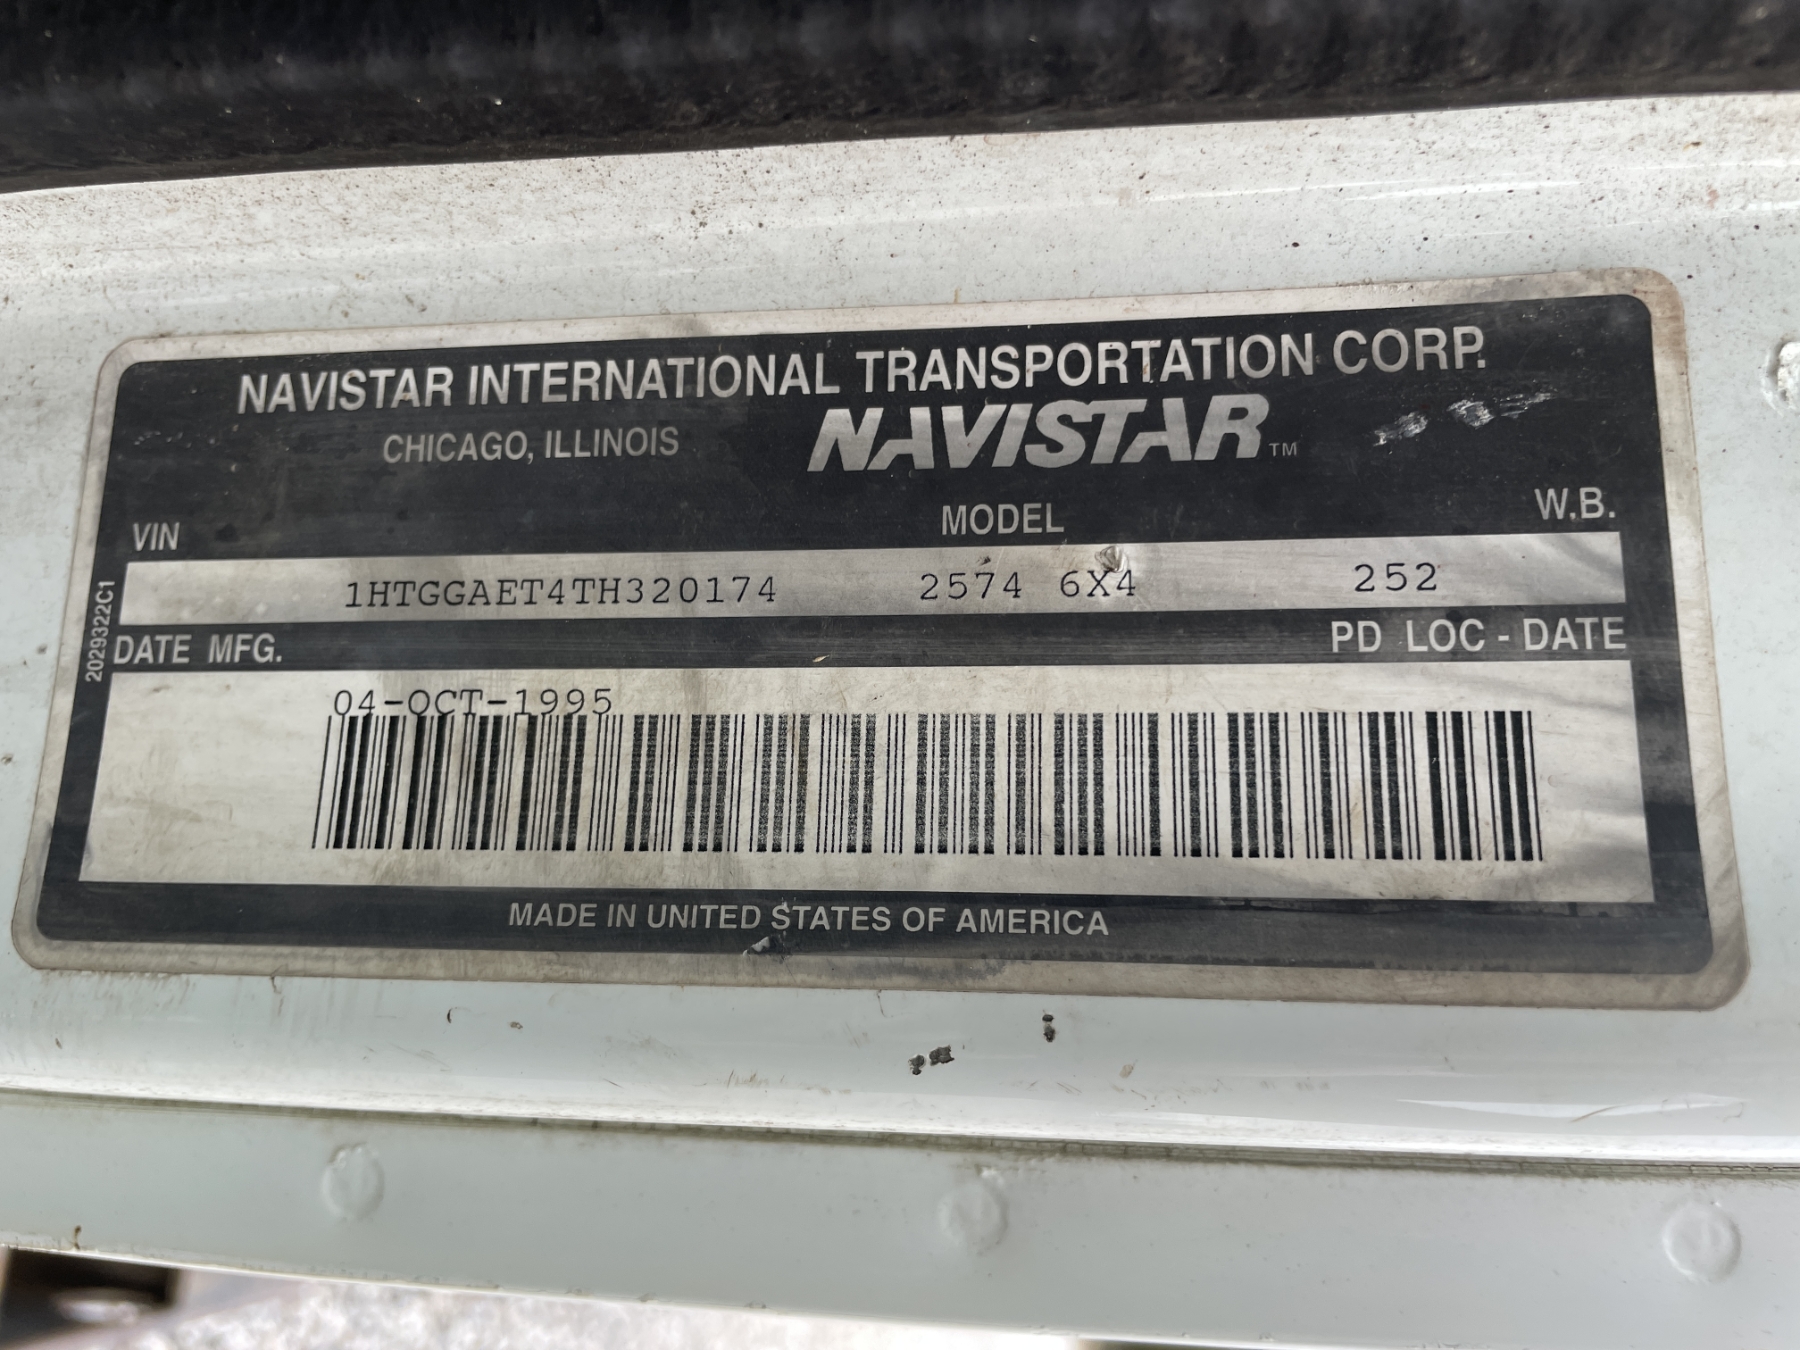 NAVISTAR INTERNATIONAL TRANSPORTATION CORP.
CHICAGO, ILLINOIS NAVISTAR™
VIN MODEL W.B.
1HTGGAET4TH320174 2574 6X4 252
2029322C1
DATE MFG. PD LOC - DATE
04-OCT-1995
MADE IN UNITED STATES OF AMERICA